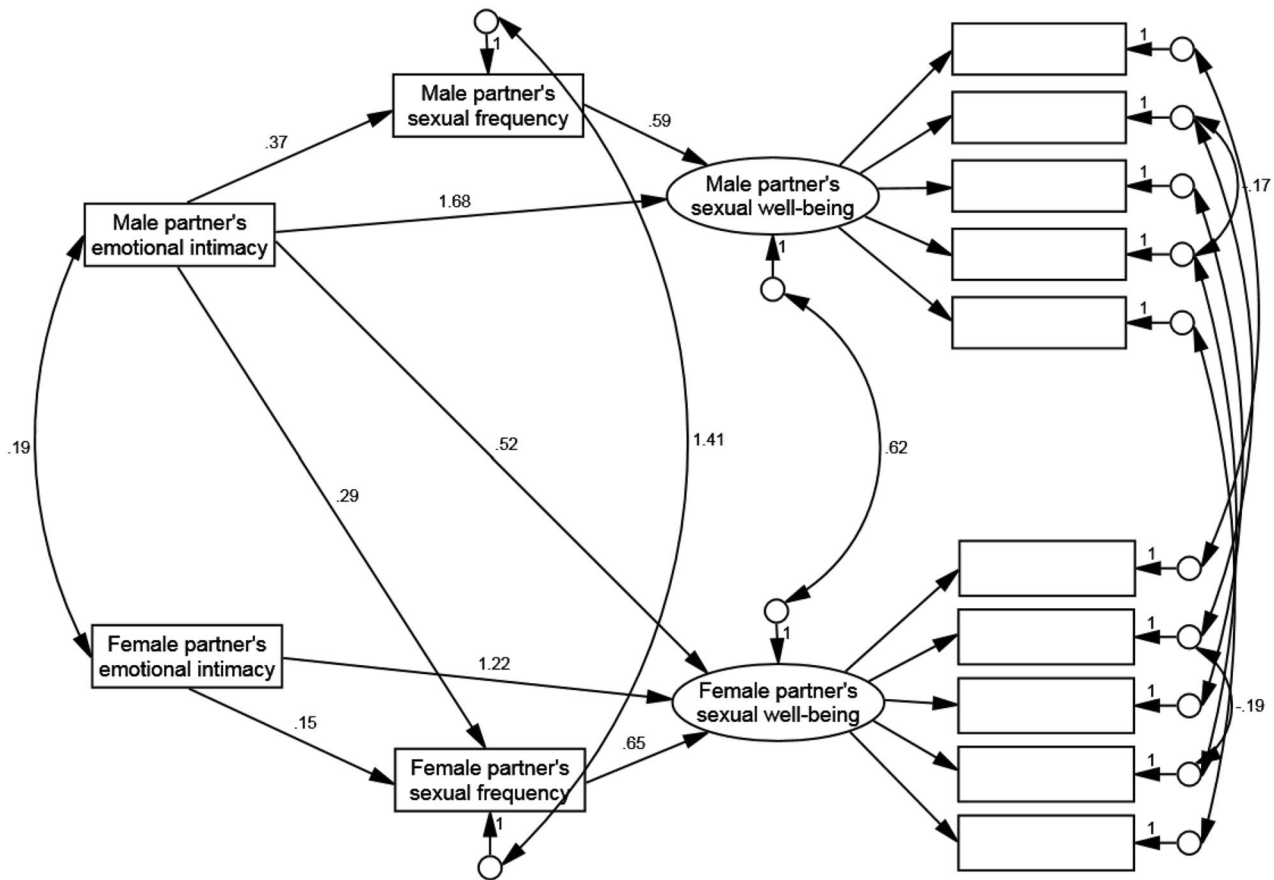 1
Male partner's
sexual frequency
.37
.59
Male partner's
emotional intimacy
1.68
Male partner's
sexual well-being
1
1
1
1
1
1
1
-.17
.19
.52
.29
1.41
.62
Female partner's
emotional intimacy
1.22
.15
1
Female partner's
sexual well-being
Female partner's
sexual frequency
.65
1
1
1
1
1
1
-.19